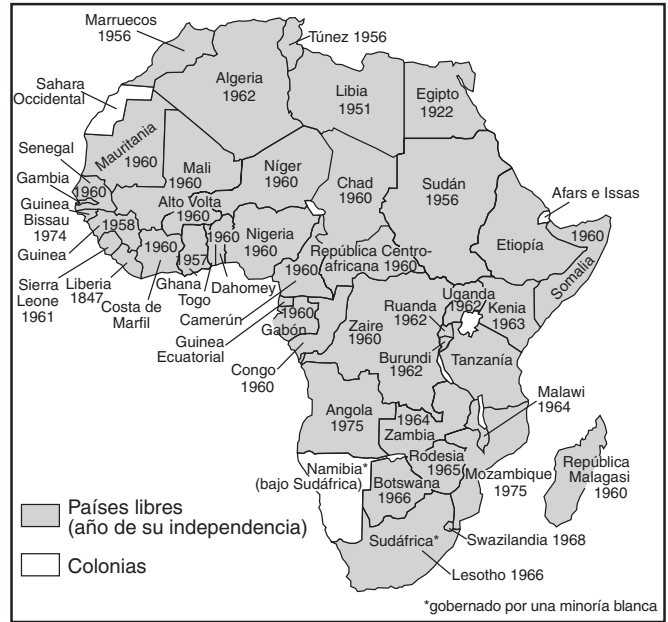 Marruecos
1956
Túnez 1956
Argelia
1962
Libia
1951
Egipto
1922
Sahara
Occidental
Mauritania
1960
Mali
1960
Níger
1960
Chad
1960
Sudán
1956
Afars e Issas
Senegal
1960
Gambia
Guinea
Bissau
1974
Guinea
1958
Sierra
Leone
1961
Liberia
1847
Costa de
Marfil
1960
Alto Volta
1960
Ghana
1957
Togo
1960
Dahomey
Nigeria
1960
Camerún
1960
República Centro-
africana 1960
Etiopía
1960
Somalia
Guinea
Ecuatorial
1960
Gabón
Congo
1960
Zaire
1960
Ruanda
1962
Burundi
1962
Uganda
1962
Kenia
1963
Tanzanía
Malawi
1964
Angola
1975
1964
Zambia
Rodesia
1965
Mozambique
1975
República
Malagasi
1960
Namibia*
(bajo Sudáfrica)
Botswana
1966
Sudáfrica*
Swazilandia 1968
Lesotho 1966
Países libres
(año de su independencia)
Colonias
*gobernado por una minoría blanca